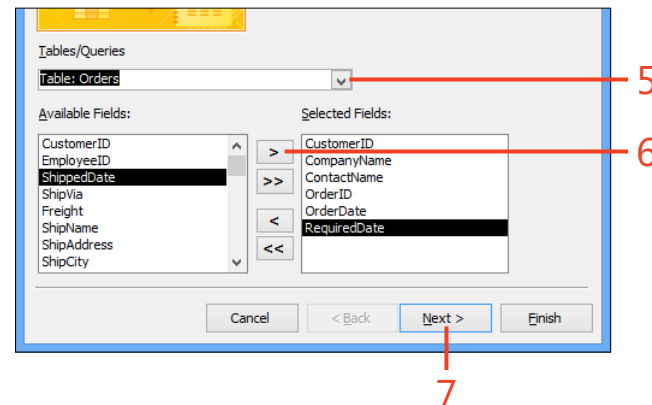 Tables/Queries
Table: Orders
5
Available Fields:
Selected Fields:
CustomerID
EmployeeID
ShippedDate
ShipVia
Freight
ShipName
ShipAddress
ShipCity
>
>>
<
<<
CustomerID
CompanyName
ContactName
OrderID
OrderDate
RequiredDate
6
Cancel
< Back
Next >
Finish
7